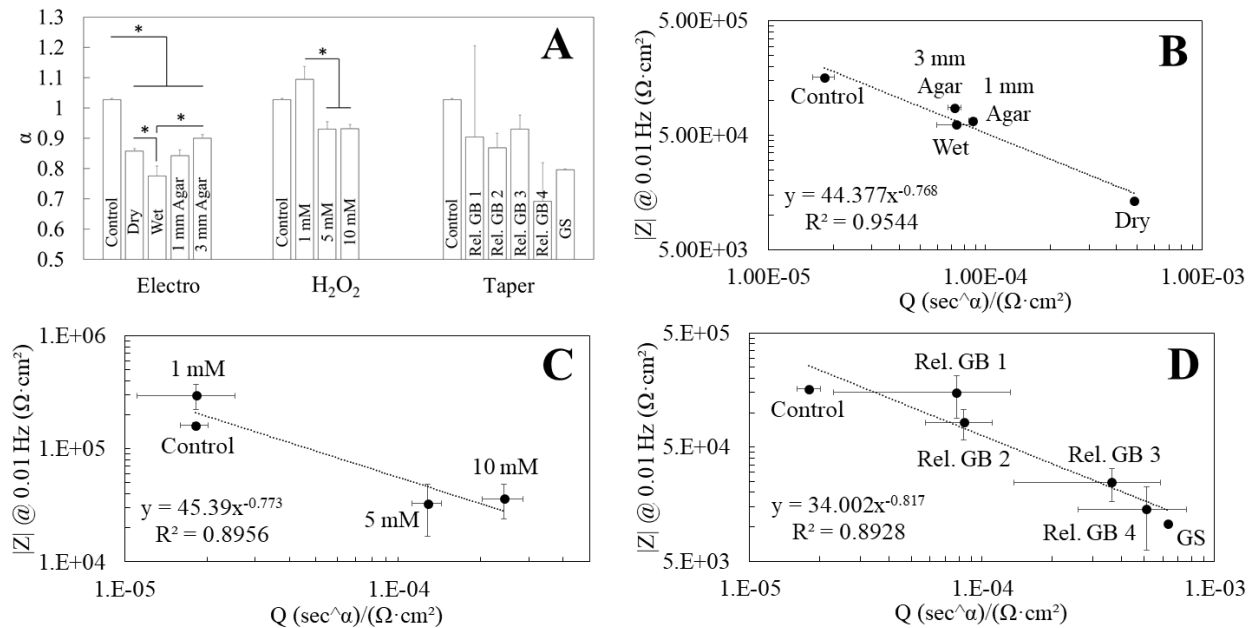 A
1.3
1.2
1.1
1
0.9
0.8
0.7
0.6
0.5
α
*
*
*
*
Control
Dry
Wet
1 mm Agar
3 mm Agar
Control
1 mM
5 mM
10 mM
Control
Rel. GB 1
Rel. GB 2
Rel. GB 3
Rel. GB 4
GS
Electro
H₂O₂
Taper
B
|Z| @ 0.01 Hz (Ω·cm²)
5.00E+05
5.00E+04
5.00E+03
Control
3 mm
Agar
1 mm
Agar
Wet
Dry
y = 44.377x^-0.768
R² = 0.9544
1.00E-05
1.00E-04
1.00E-03
Q (sec^α)/(Ω·cm²)
C
|Z| @ 0.01 Hz (Ω·cm²)
1.E+06
1.E+05
1.E+04
1 mM
Control
10 mM
5 mM
y = 45.39x^-0.773
R² = 0.8956
1.E-05
1.E-04
Q (sec^α)/(Ω·cm²)
D
|Z| @ 0.01 Hz (Ω·cm²)
5.E+05
5.E+04
5.E+03
Control
Rel. GB 1
Rel. GB 2
Rel. GB 3
Rel. GB 4
GS
y = 34.002x^-0.817
R² = 0.8928
1.E-05
1.E-04
1.E-03
Q (sec^α)/(Ω·cm²)